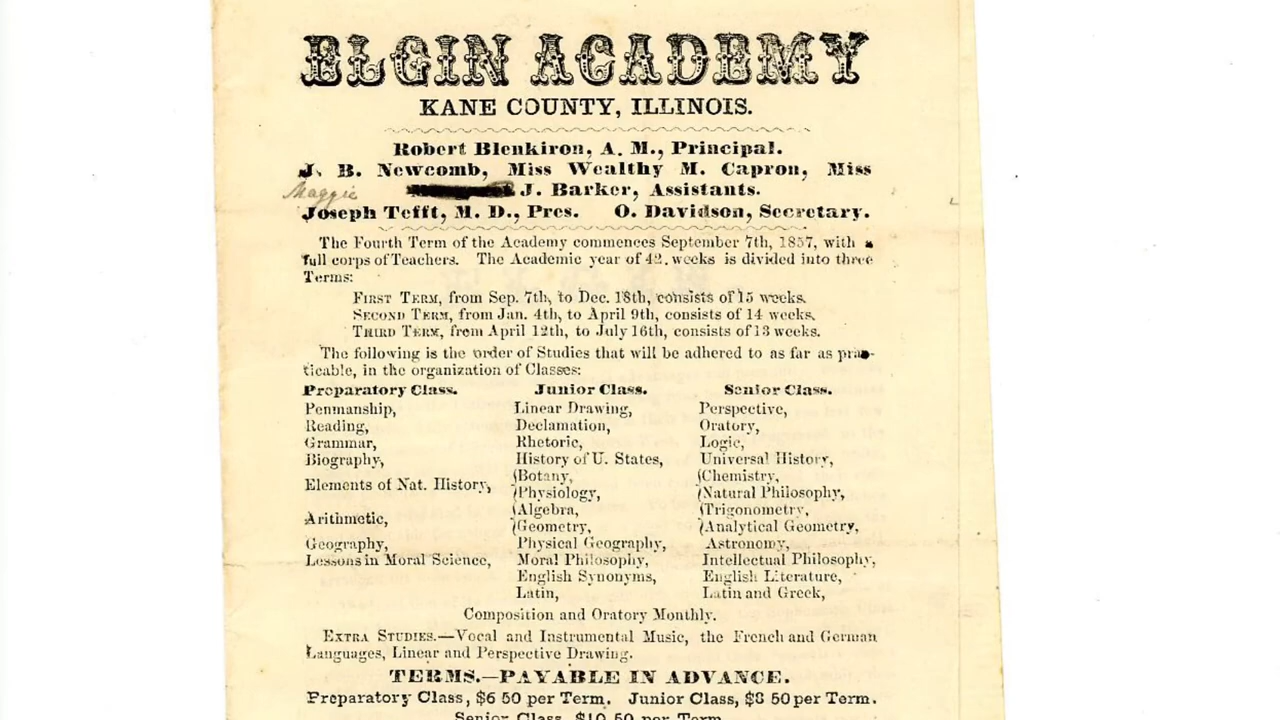 ELGIN ACADEMY
KANE COUNTY, ILLINOIS.
Robert Blenkiron, A. M., Principal.
J. B. Newcomb, Miss Wealthy M. Capron, Miss
Maggie J. Barker, Assistants.
Joseph Tefft, M. D., Pres. O. Davidson, Secretary.
The Fourth Term of the Academy commences September 7th, 1857, with a
full corps of Teachers. The Academic year of 42 weeks is divided into three
Terms:
FIRST TERM, from Sep. 7th, to Dec. 18th, consists of 15 weeks.
SECOND TERM, from Jan. 4th, to April 9th, consists of 14 weeks.
THIRD TERM, from April 12th, to July 16th, consists of 13 weeks.
The following is the order of Studies that will be adhered to as far as prac-
ticable, in the organization of Classes:
Preparatory Class. Junior Class. Senior Class.
Penmanship, Linear Drawing, Perspective,
Reading, Declamation, Oratory,
Grammar, Rhetoric, Logic,
Biography, History of U. States, Universal History,
Elements of Nat. History, {Botany, {Chemistry,
{Physiology, {Natural Philosophy,
Arithmetic, {Algebra, {Trigonometry,
{Geometry, {Analytical Geometry,
Geography, Physical Geography, Astronomy,
Lessons in Moral Science, Moral Philosophy, Intellectual Philosophy,
English Synonyms, English Literature,
Latin, Latin and Greek,
Composition and Oratory Monthly.
EXTRA STUDIES.—Vocal and Instrumental Music, the French and German
Languages, Linear and Perspective Drawing.
TERMS.—PAYABLE IN ADVANCE.
Preparatory Class, $6 50 per Term. Junior Class, $8 50 per Term.
Senior Class, $10 50 per Term.